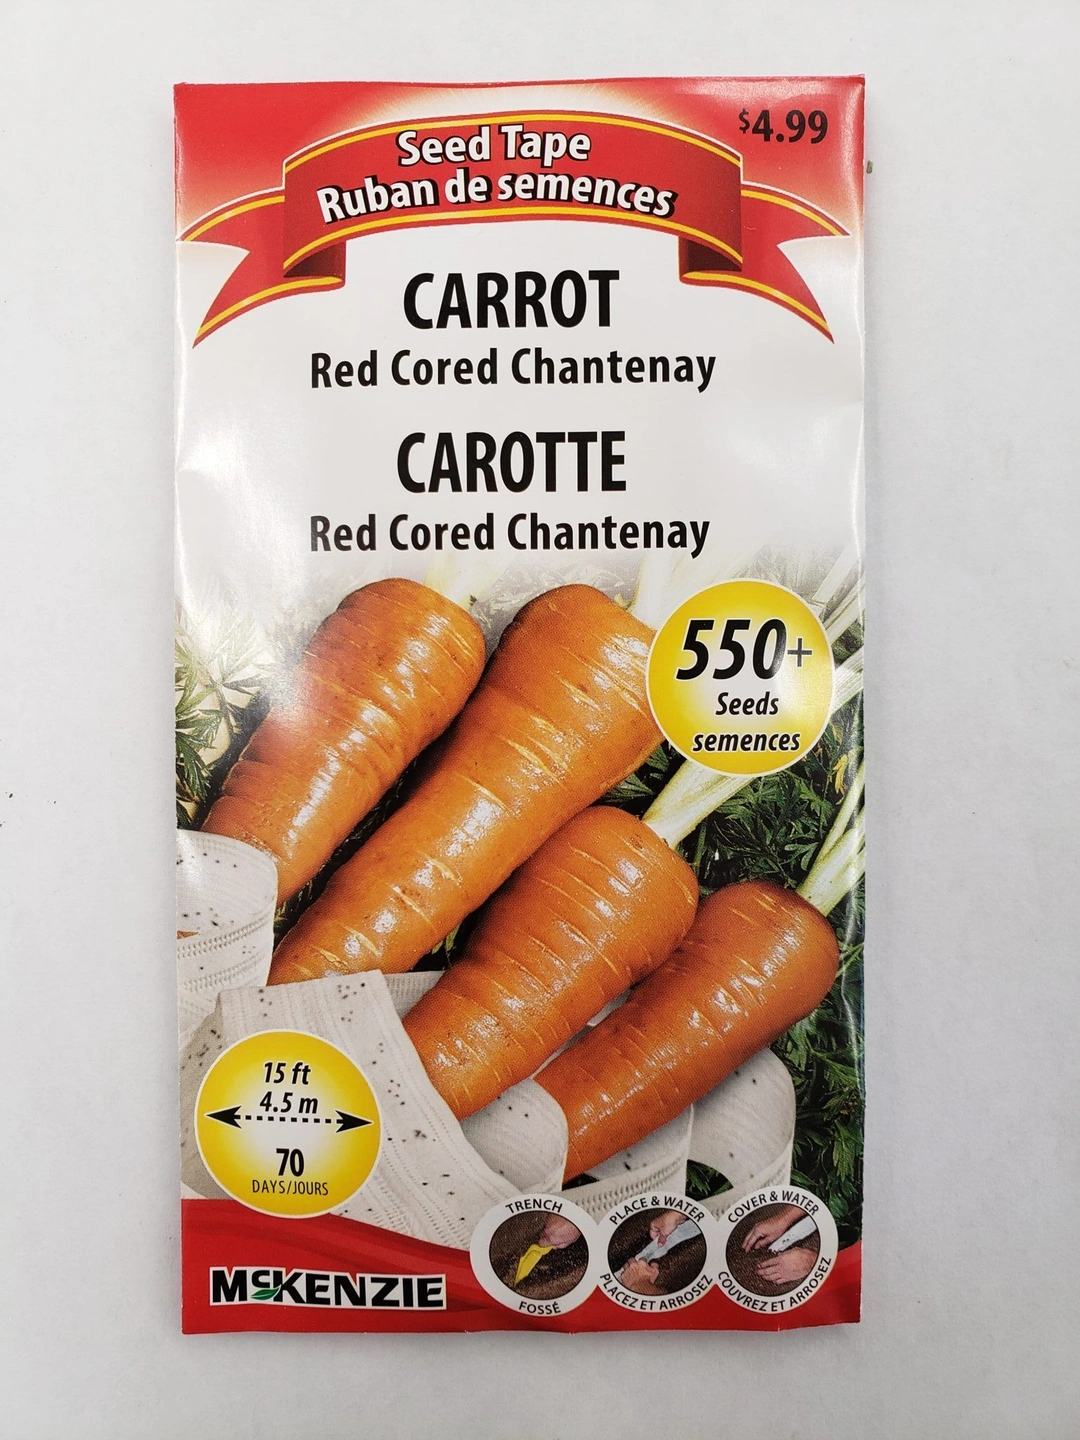 $4.99
Seed Tape
Ruban de semences
CARROT
Red Cored Chantenay
CAROTTE
Red Cored Chantenay
550+
Seeds
semences
15 ft
4.5 m
70
DAYS/JOURS
TRENCH
FOSSÉ
PLACE & WATER
PLACEZ ET ARROSEZ
COVER & WATER
COUVREZ ET ARROSEZ
McKENZIE